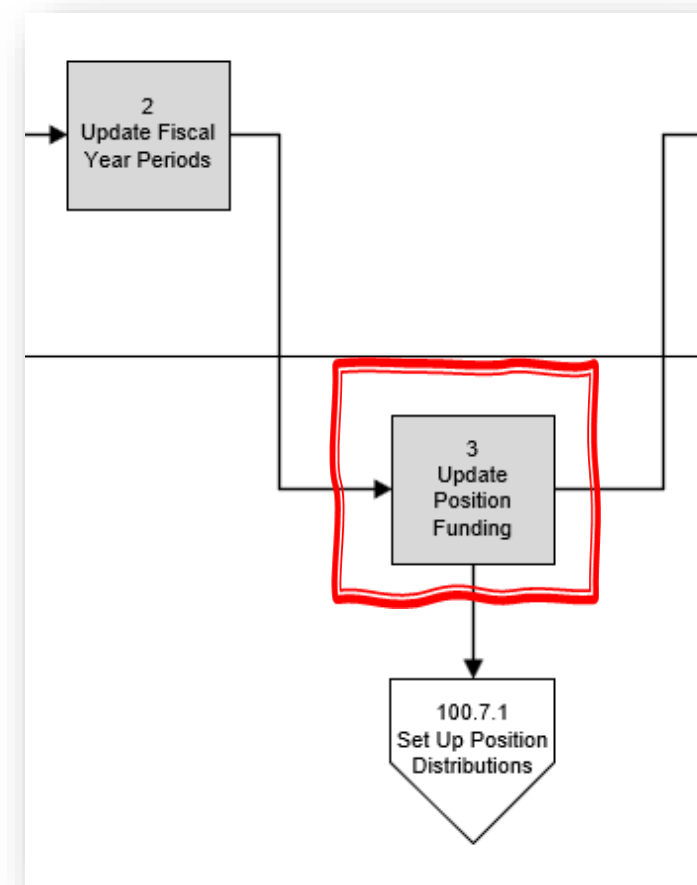 2
Update Fiscal
Year Periods
3
Update
Position
Funding
100.7.1
Set Up Position
Distributions